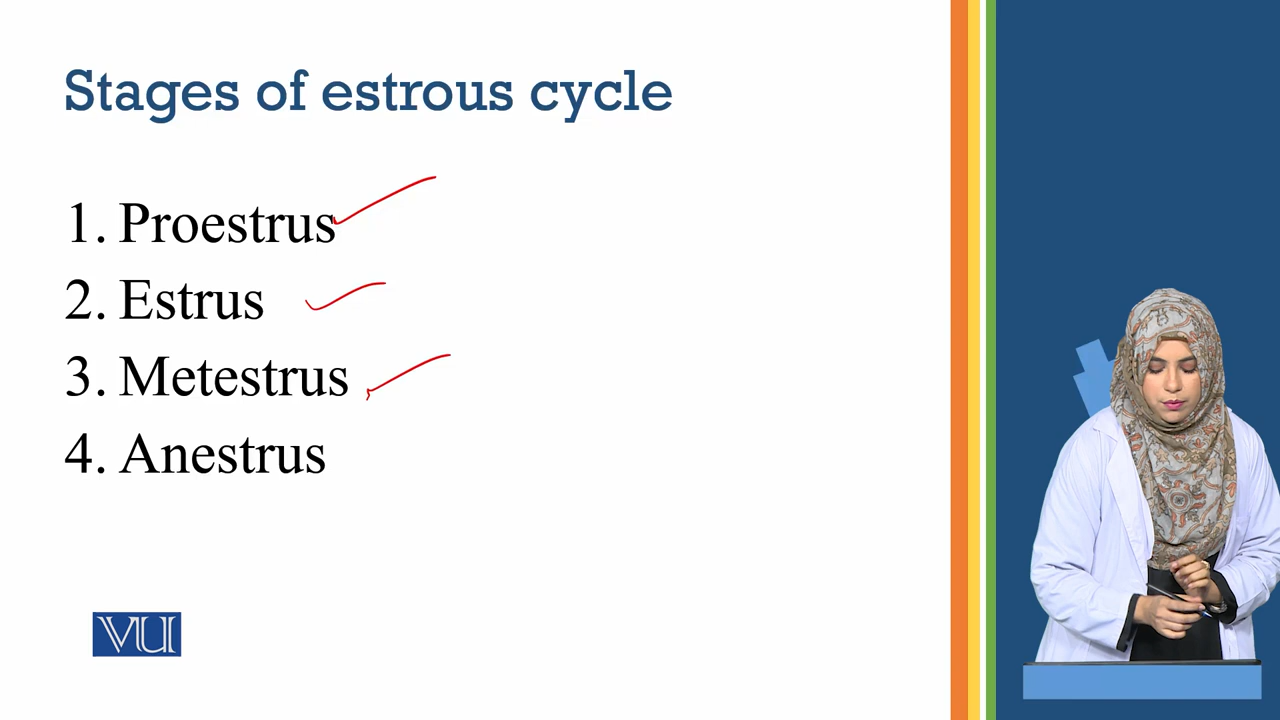 Stages of estrous cycle
1. Proestrus
2. Estrus
3. Metestrus
4. Anestrus
VU